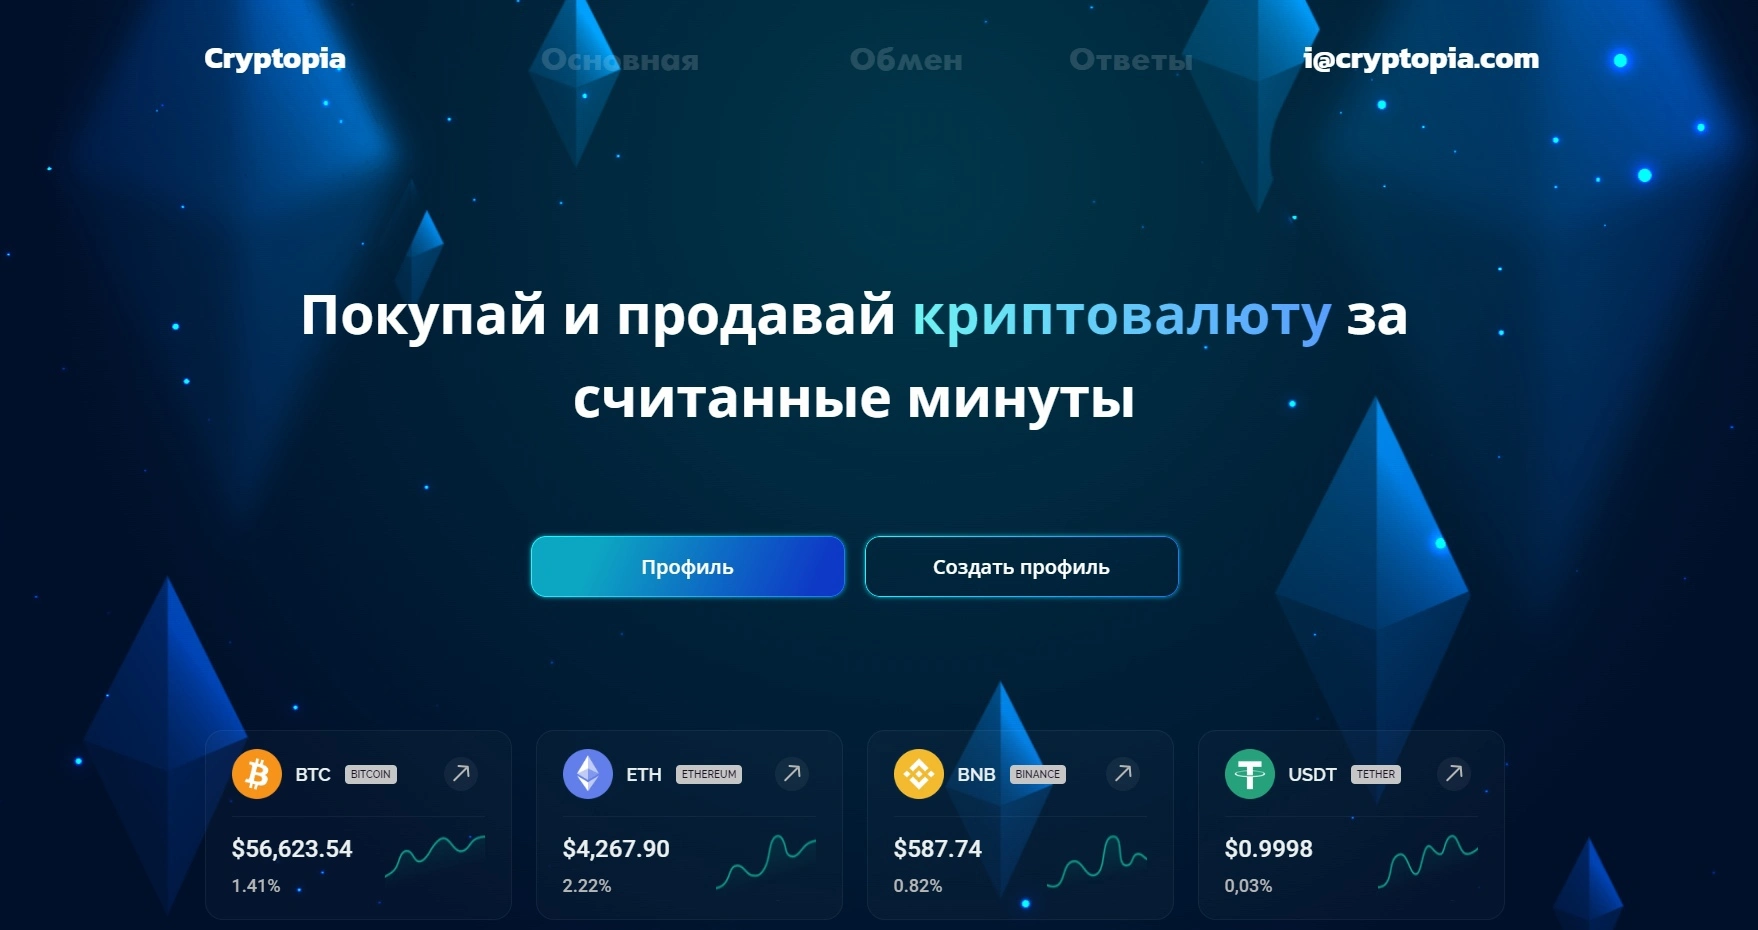 Cryptopia Основная Обмен Ответы i@cryptopia.com
Покупай и продавай криптовалюту за
считанные минуты
Профиль Создать профиль
BTC BITCOIN ETH ETHEREUM BNB BINANCE USDT TETHER
$56,623.54 $4,267.90 $587.74 $0.9998
1.41% 2.22% 0.82% 0,03%